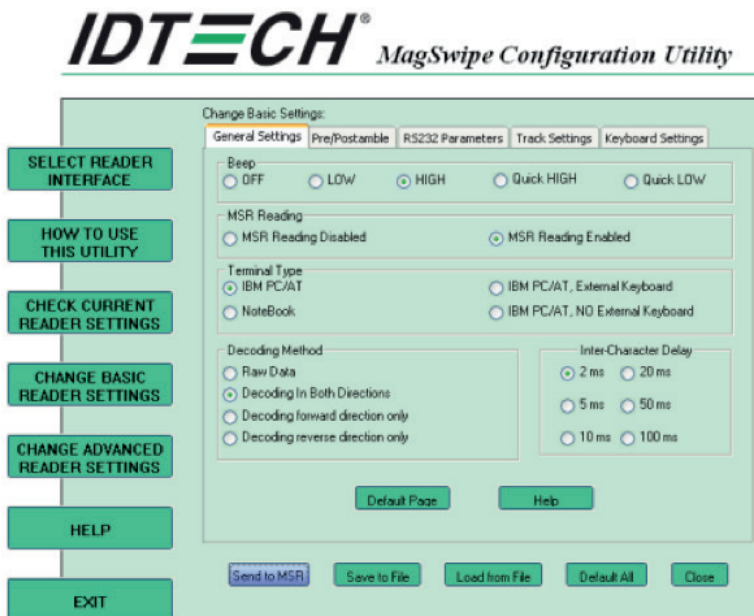 IDTECH®
MagSwipe Configuration Utility
SELECT READER
INTERFACE
HOW TO USE
THIS UTILITY
CHECK CURRENT
READER SETTINGS
CHANGE BASIC
READER SETTINGS
CHANGE ADVANCED
READER SETTINGS
HELP
EXIT
Change Basic Settings:
General Settings Pre/Postamble RS232 Parameters Track Settings Keyboard Settings
Beep
OFF LOW HIGH Quick HIGH Quick LOW
MSR Reading
MSR Reading Disabled MSR Reading Enabled
Terminal Type
IBM PC/AT IBM PC/AT, External Keyboard
NoteBook IBM PC/AT, NO External Keyboard
Decoding Method
Raw Data
Decoding In Both Directions
Decoding forward direction only
Decoding reverse direction only
Inter-Character Delay
2 ms 20 ms
5 ms 50 ms
10 ms 100 ms
Default Page Help
Send to MSR Save to File Load from File Default All Close